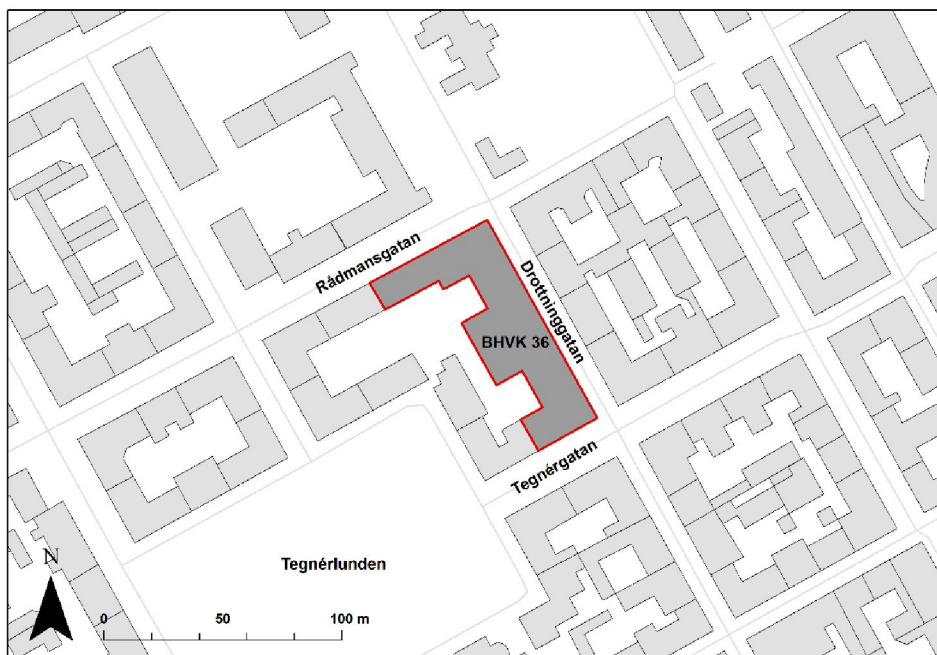 Rådmansgatan
Drottninggatan
BHVK 36
Tegnérgatan
Tegnérlunden
N
0 50 100 m